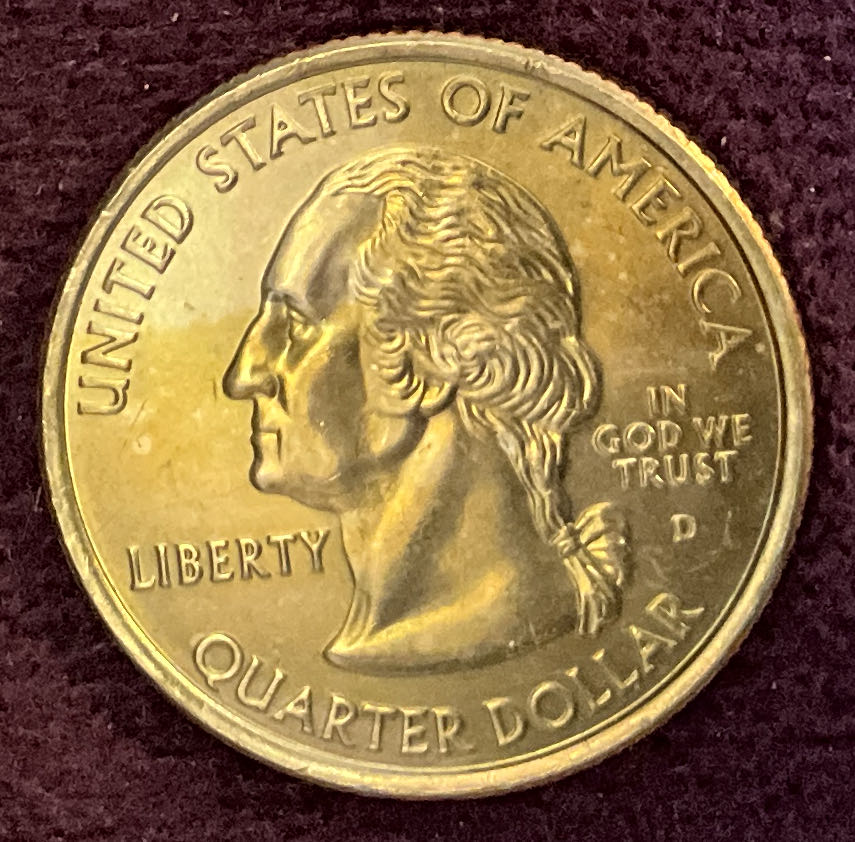 UNITED STATES OF AMERICA
IN
GOD WE
TRUST
D
LIBERTY
QUARTER DOLLAR